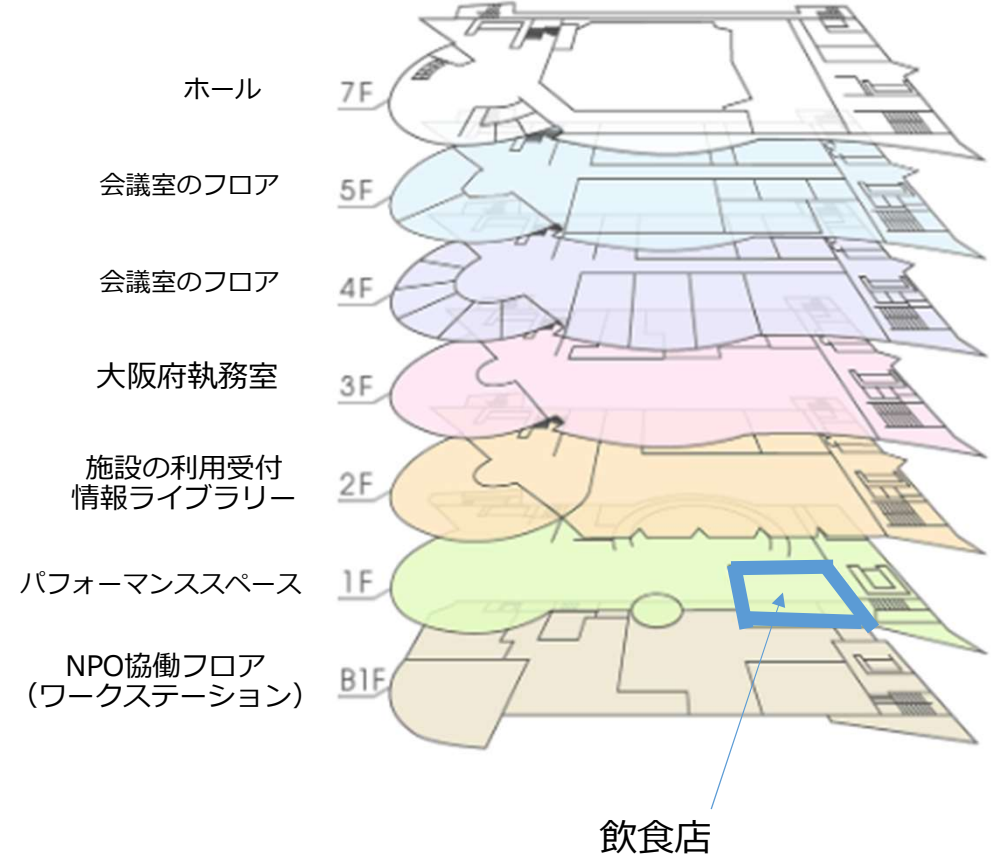 ホール
7F
会議室のフロア
5F
会議室のフロア
4F
大阪府執務室
3F
施設の利用受付
情報ライブラリー
2F
パフォーマンススペース
1F
NPO協働フロア
（ワークステーション）
B1F
飲食店